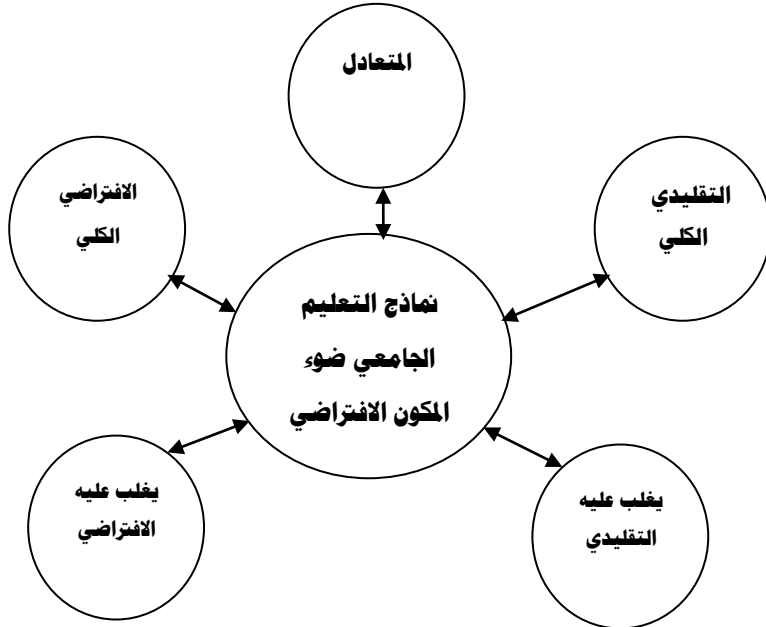 المتعادل
التقليدي
الكلي
الافتراضي
الكلي
نماذج التعليم
الجامعي ضوء
المكون الافتراضي
يغلب عليه
التقليدي
يغلب عليه
الافتراضي